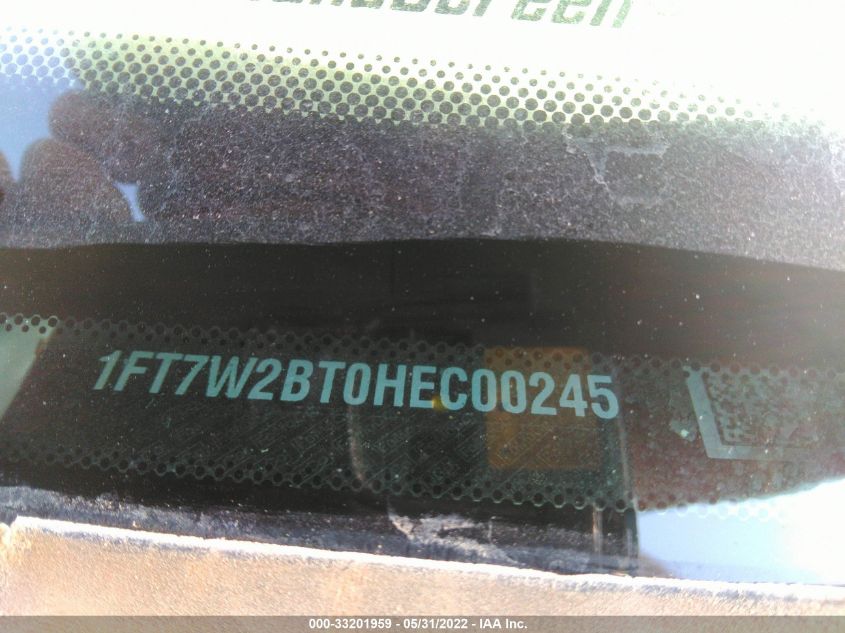 1FT7W2BT0HEC00245
000-33201959 - 05/31/2022 - IAA Inc.